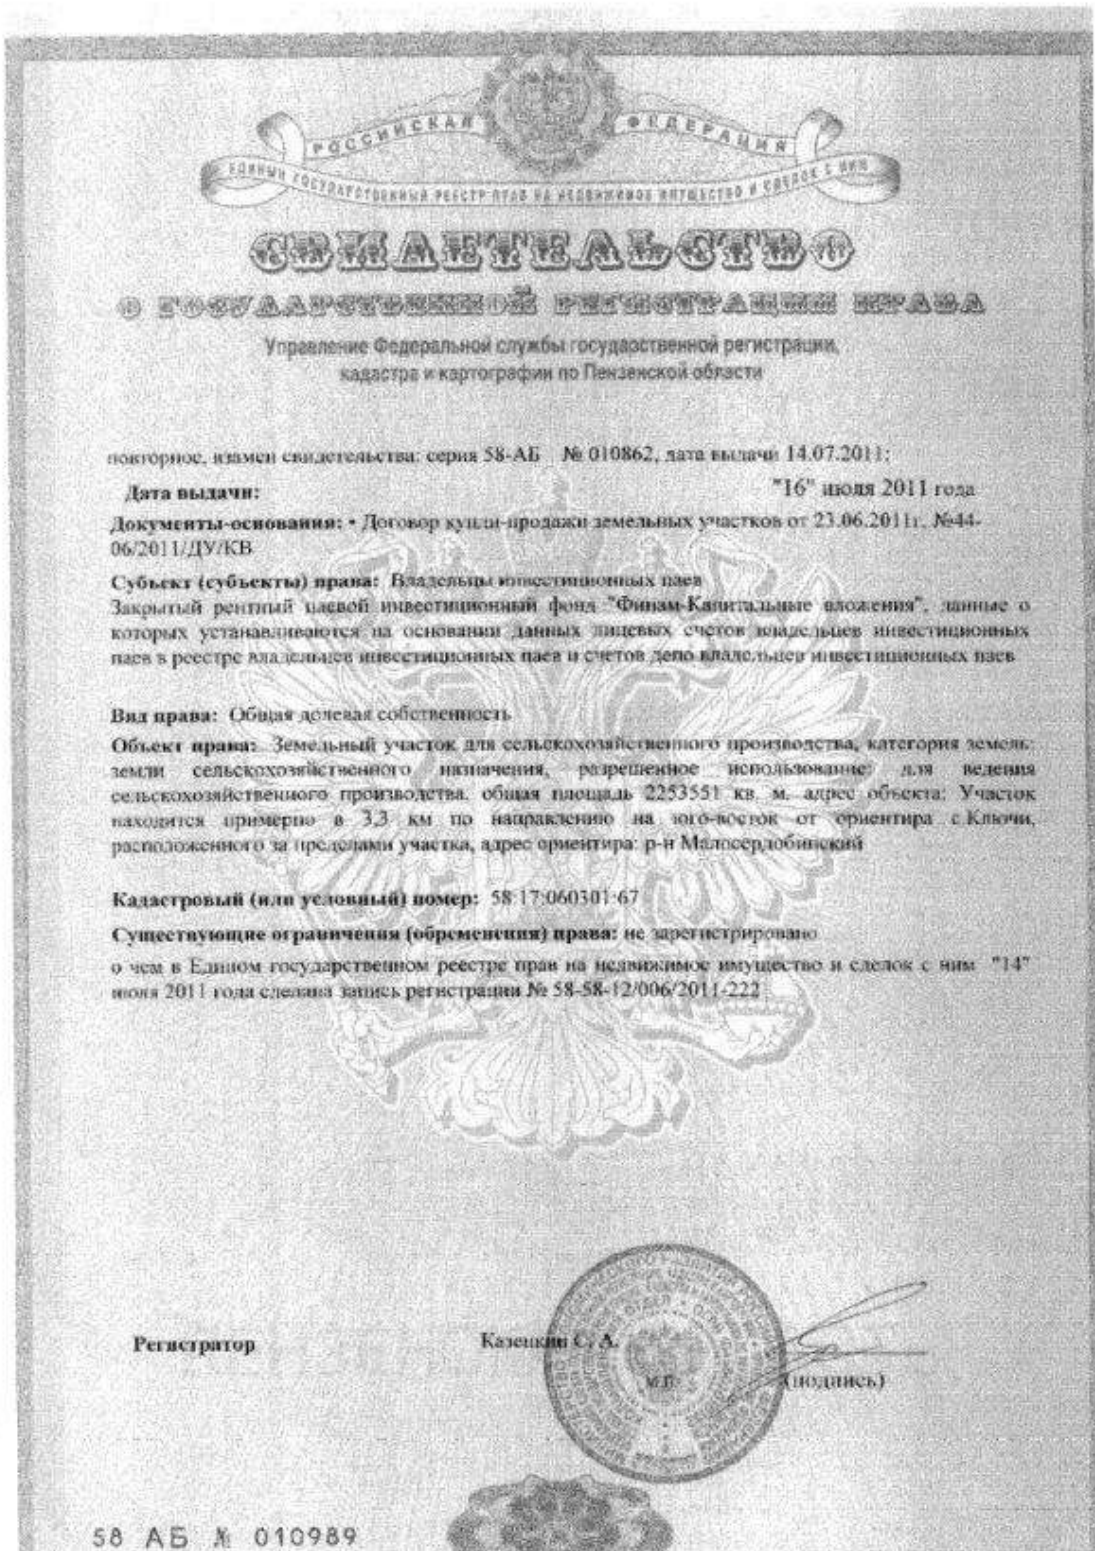 РОССИЙСКАЯ ФЕДЕРАЦИЯ
ЕДИНЫЙ ГОСУДАРСТВЕННЫЙ РЕЕСТР ПРАВ НА НЕДВИЖИМОЕ ИМУЩЕСТВО И СДЕЛОК С НИМ
СВИДЕТЕЛЬСТВО
О ГОСУДАРСТВЕННОЙ РЕГИСТРАЦИИ ПРАВА
Управление Федеральной службы государственной регистрации,
кадастра и картографии по Пензенской области
повторное, взамен свидетельства: серия 58-АБ № 010862, дата выдачи 14.07.2011;
Дата выдачи: "16" июля 2011 года
Документы-основания: • Договор купли-продажи земельных участков от 23.06.2011г. №44-
06/2011/ДУ/КВ
Субъект (субъекты) права: Владельцы инвестиционных паев
Закрытый рентный паевой инвестиционный фонд "Финам-Капитальные вложения", данные о
которых устанавливаются на основании данных лицевых счетов владельцев инвестиционных
паев в реестре владельцев инвестиционных паев и счетов депо владельцев инвестиционных паев
Вид права: Общая долевая собственность
Объект права: Земельный участок для сельскохозяйственного производства, категория земель:
земли сельскохозяйственного назначения, разрешенное использование: для ведения
сельскохозяйственного производства, общая площадь 2253551 кв. м, адрес объекта: Участок
находится примерно в 3,3 км по направлению на юго-восток от ориентира с.Ключи,
расположенного за пределами участка, адрес ориентира: р-н Малосердобинский
Кадастровый (или условный) номер: 58:17:060301:67
Существующие ограничения (обременения) права: не зарегистрировано
о чем в Едином государственном реестре прав на недвижимое имущество и сделок с ним "14"
июля 2011 года сделана запись регистрации № 58-58-12/006/2011-222
Регистратор Казенкин С. А.
М.П. (подпись)
58 АБ № 010989